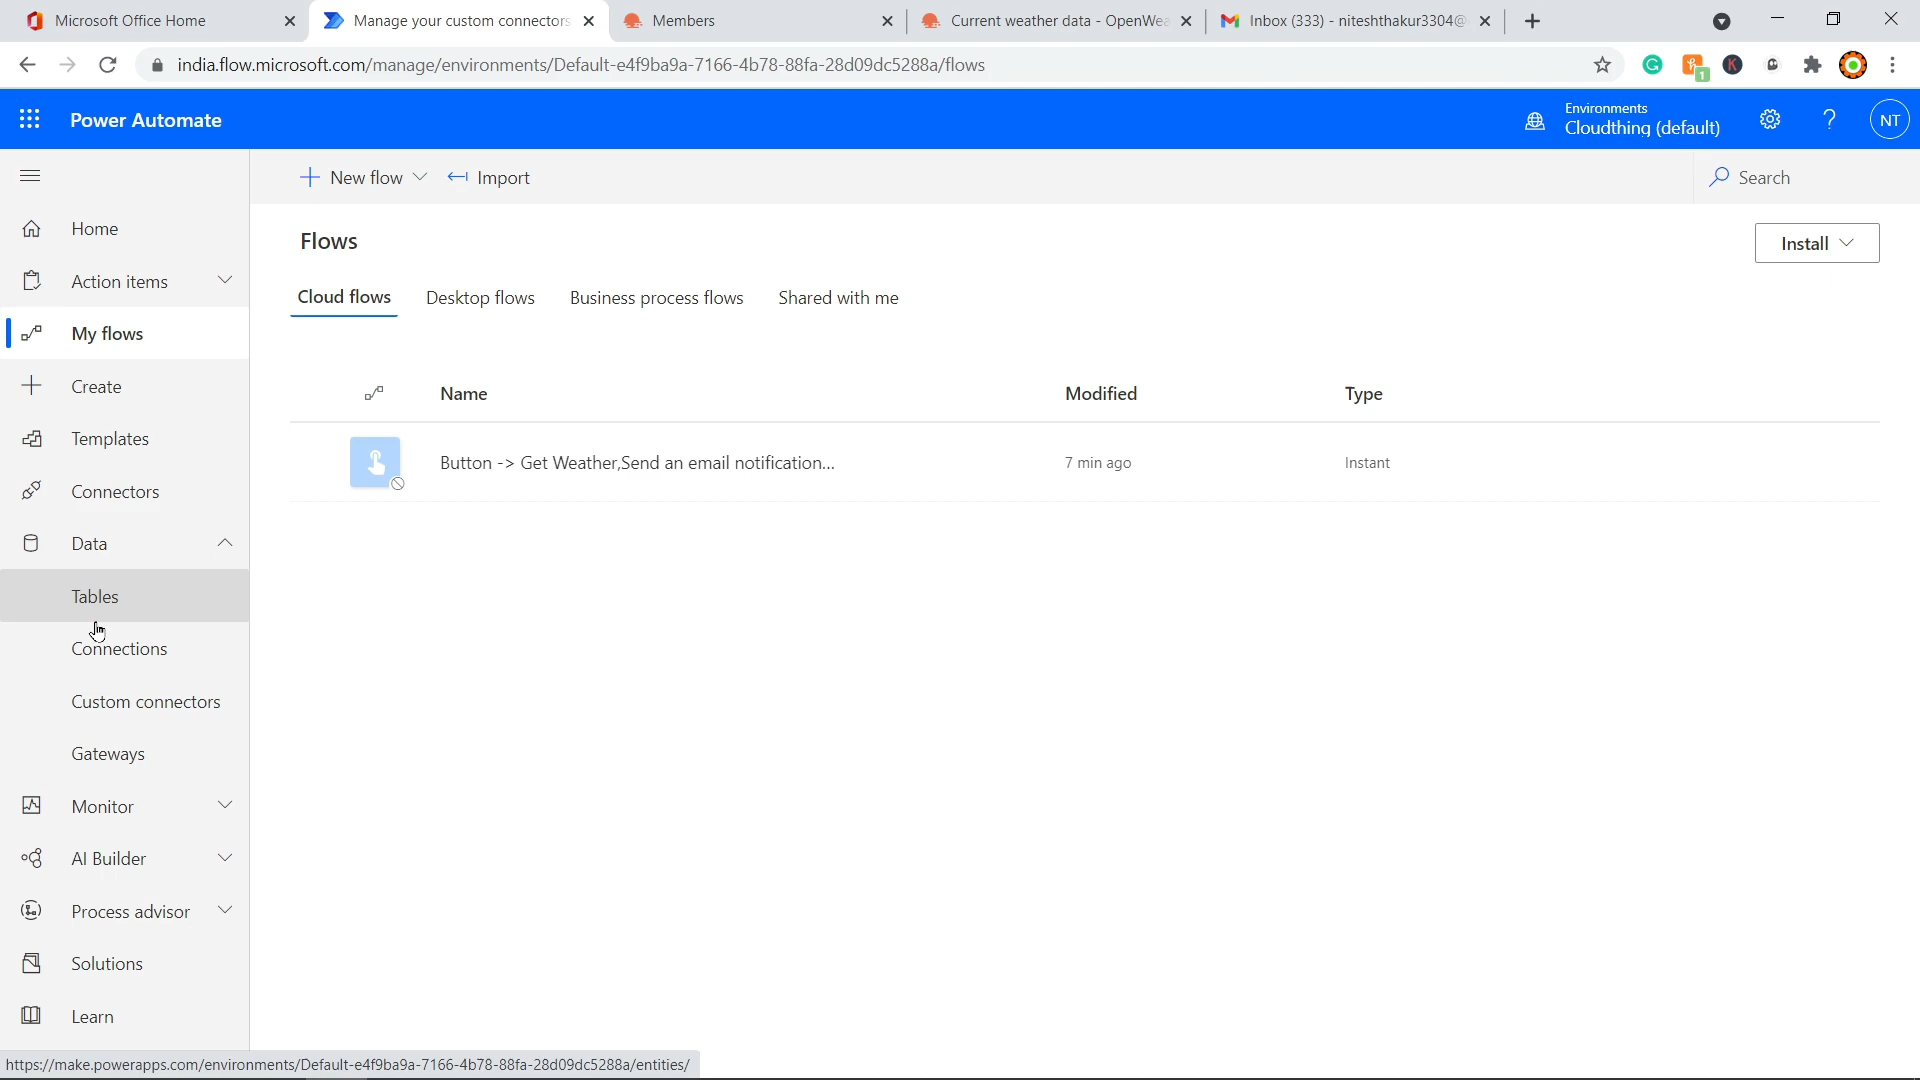 Microsoft Office Home
Manage your custom connectors
Members
Current weather data - OpenWea
Inbox (333) - niteshthakur3304@
india.flow.microsoft.com/manage/environments/Default-e4f9ba9a-7166-4b78-88fa-28d09dc5288a/flows
1
Power Automate
Environments
Cloudthing (default)
?
NT
New flow
Import
Search
Home
Action items
My flows
Create
Templates
Connectors
Data
Tables
Connections
Custom connectors
Gateways
Monitor
AI Builder
Process advisor
Solutions
Learn
Flows
Install
Cloud flows
Desktop flows
Business process flows
Shared with me
Name
Modified
Type
Button -> Get Weather,Send an email notification...
7 min ago
Instant
https://make.powerapps.com/environments/Default-e4f9ba9a-7166-4b78-88fa-28d09dc5288a/entities/